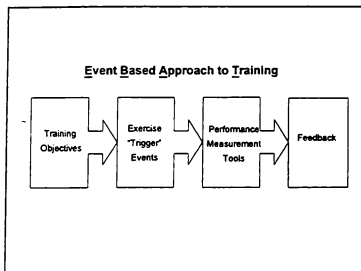 Event Based Approach to Training
Training
Objectives
Exercise
"Trigger"
Events
Performance
Measurement
Tools
Feedback